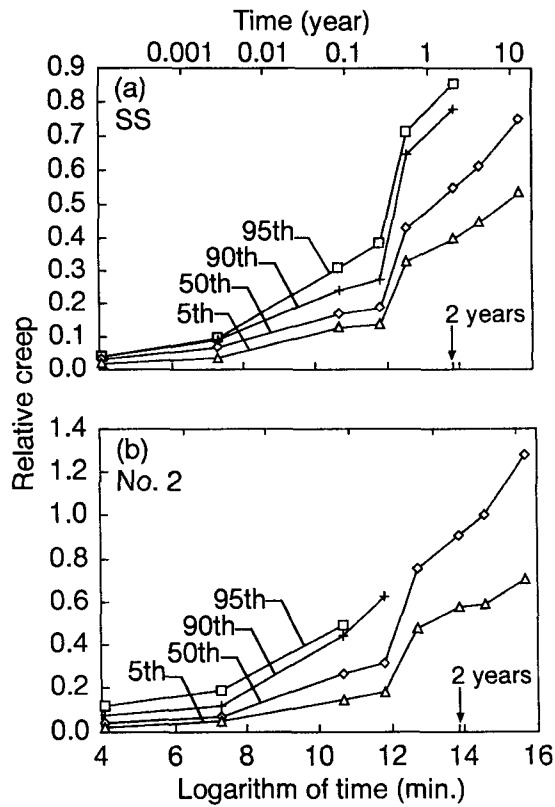 Time (year)
0.001 0.01 0.1 1 10
0.9
0.8
0.7
0.6
0.5
0.4
0.3
0.2
0.1
0.0
(a)
SS
95th
90th
50th
5th
2 years
Relative creep
1.4
1.2
1.0
0.8
0.6
0.4
0.2
0.0
(b)
No. 2
95th
90th
50th
5th
2 years
4 6 8 10 12 14 16
Logarithm of time (min.)